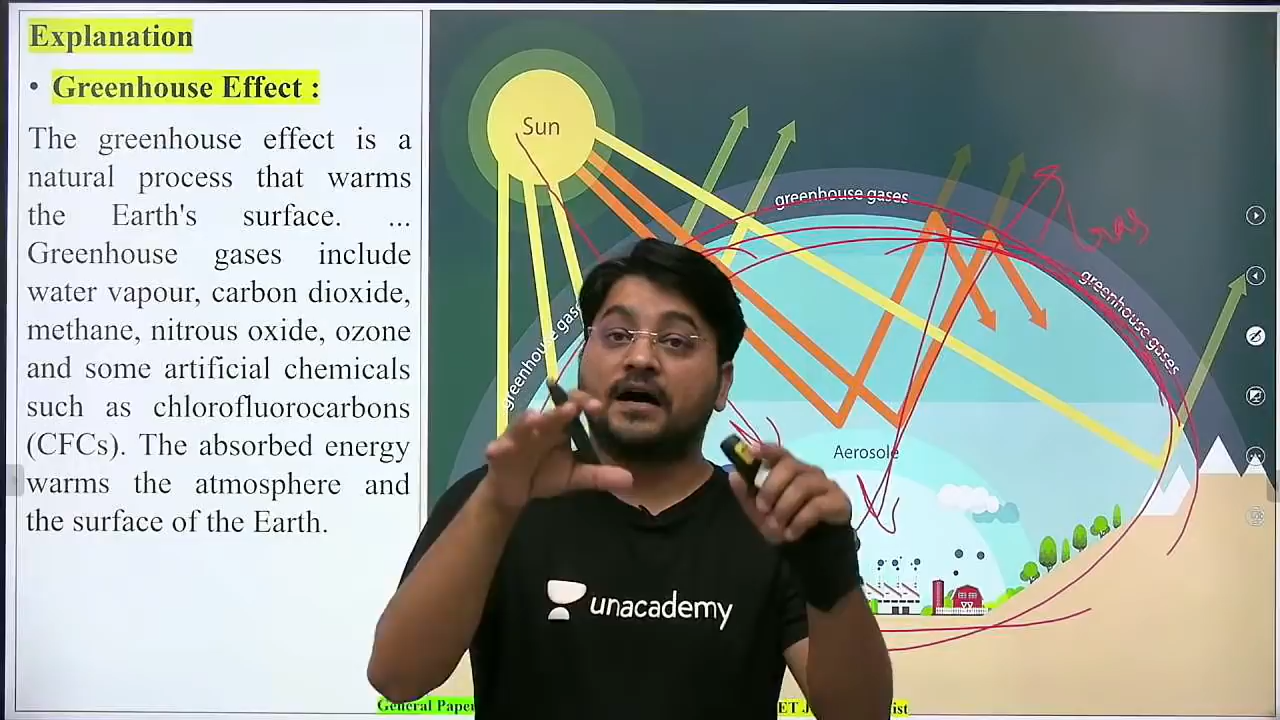 Explanation
• Greenhouse Effect :
The greenhouse effect is a
natural process that warms
the Earth's surface. ...
Greenhouse gases include
water vapour, carbon dioxide,
methane, nitrous oxide, ozone
and some artificial chemicals
such as chlorofluorocarbons
(CFCs). The absorbed energy
warms the atmosphere and
the surface of the Earth.
Sun
greenhouse gases
greenhouse gases
greenhouse gases
Aerosole
unacademy
General Paper